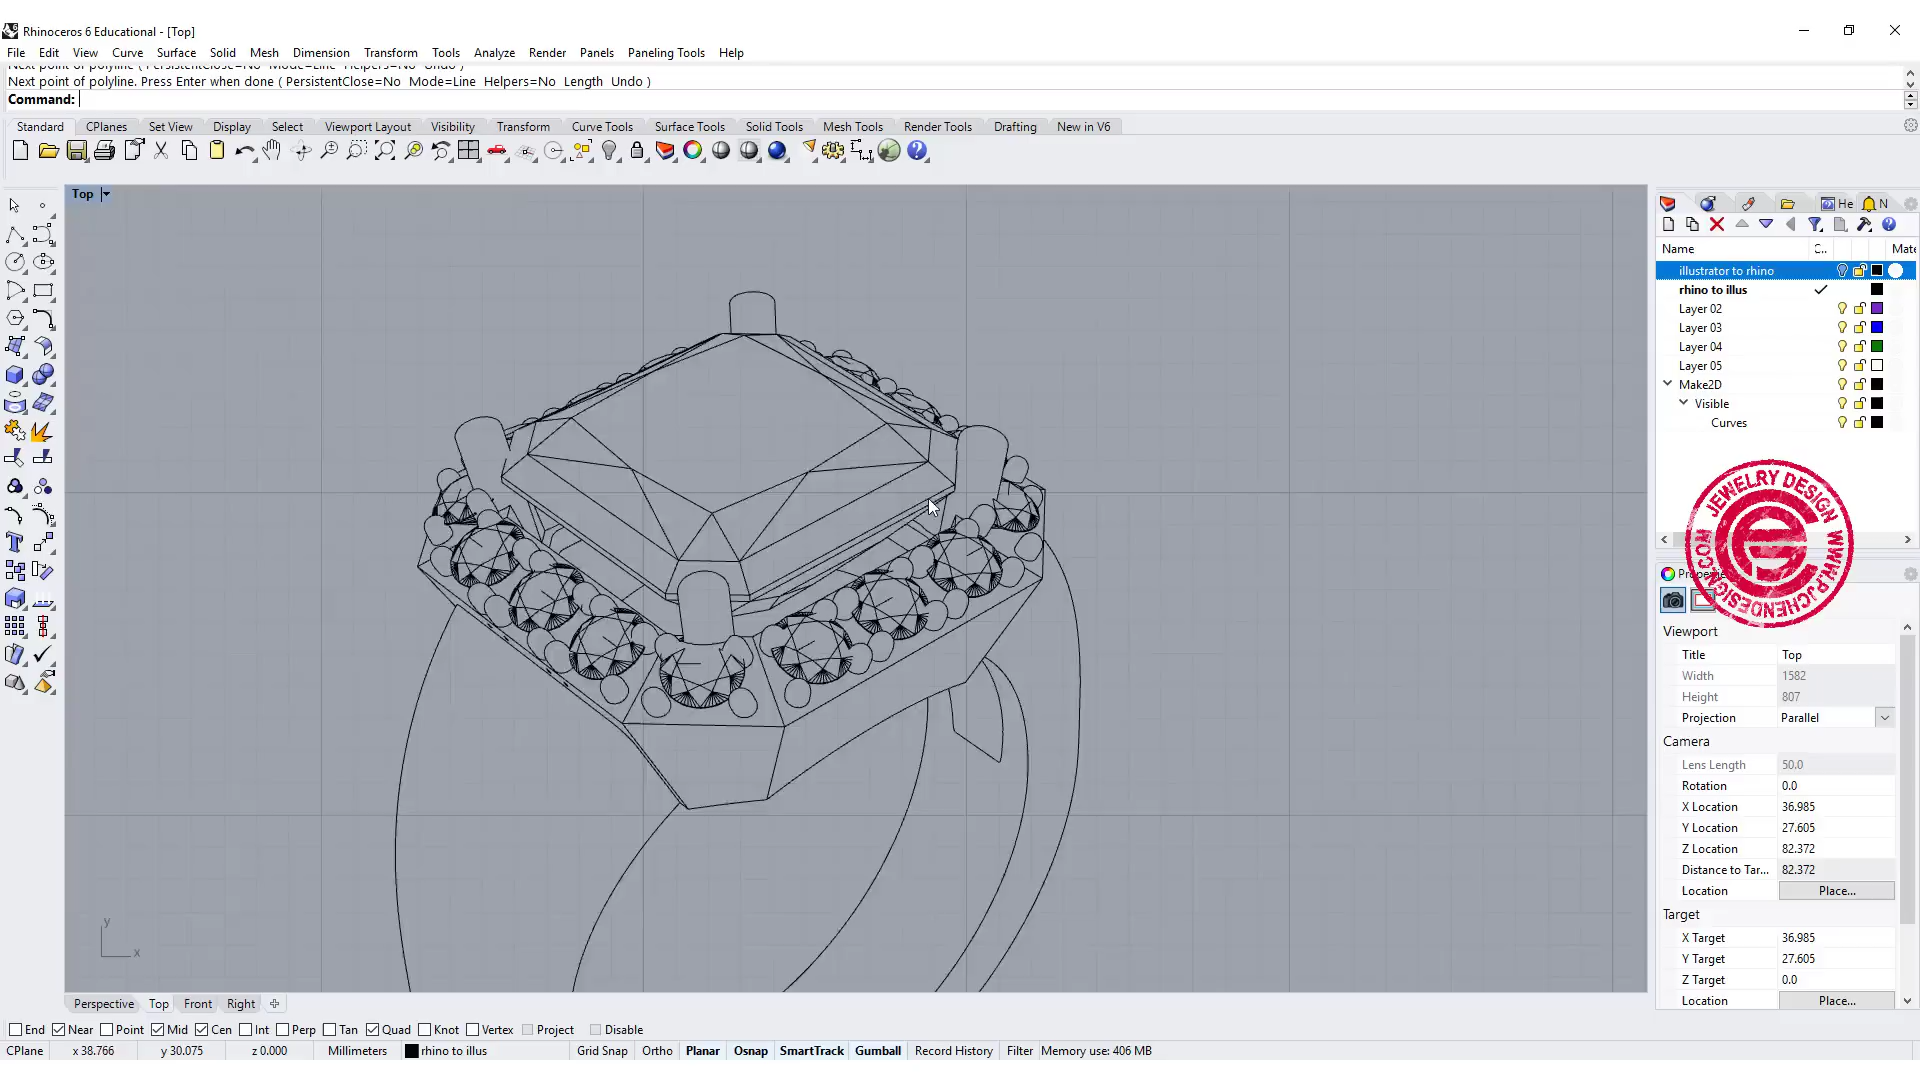 Rhinoceros 6 Educational - [Top]
File Edit View Curve Surface Solid Mesh Dimension Transform Tools Analyze Render Panels Paneling Tools Help
Next point of polyline. Press Enter when done ( PersistentClose=No Mode=Line Helpers=No Length Undo )
Command:
Standard CPlanes Set View Display Select Viewport Layout Visibility Transform Curve Tools Surface Tools Solid Tools Mesh Tools Render Tools Drafting New in V6
Top
He N
Name C.. Mate
illustrator to rhino
rhino to illus
Layer 02
Layer 03
Layer 04
Layer 05
Make2D
Visible
Curves
JEWELRY DESIGN WWW.PJCHENDESIGN.COM
Viewport
Title Top
Width 1582
Height 807
Projection Parallel
Camera
Lens Length 50.0
Rotation 0.0
X Location 36.985
Y Location 27.605
Z Location 82.372
Distance to Tar... 82.372
Location Place...
Target
X Target 36.985
Y Target 27.605
Z Target 0.0
Location Place...
y
x
Perspective Top Front Right
End Near Point Mid Cen Int Perp Tan Quad Knot Vertex Project Disable
CPlane x 38.766 y 30.075 z 0.000 Millimeters rhino to illus Grid Snap Ortho Planar Osnap SmartTrack Gumball Record History Filter Memory use: 406 MB